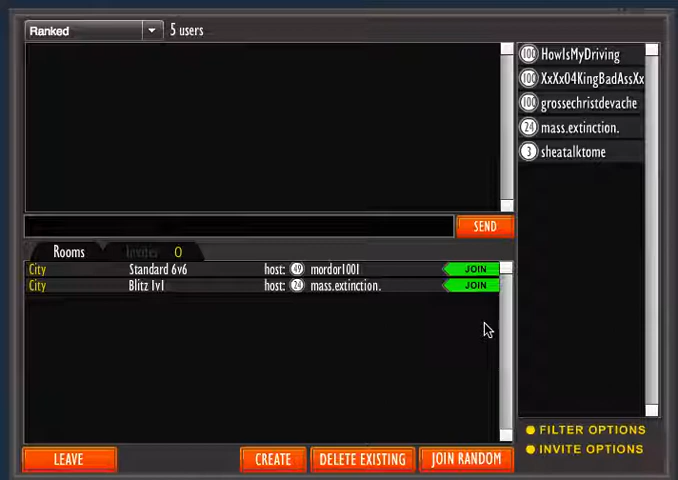 Ranked
5 users
100 HowIsMyDriving
100 XxXx04KingBadAssXx
100 grossechristdevache
24 mass.extinction.
3 sheatalktome
SEND
Rooms Invites 0
City Standard 6v6 host: 49 mordor1001 JOIN
City Blitz 1v1 host: 24 mass.extinction. JOIN
FILTER OPTIONS
INVITE OPTIONS
LEAVE CREATE DELETE EXISTING JOIN RANDOM